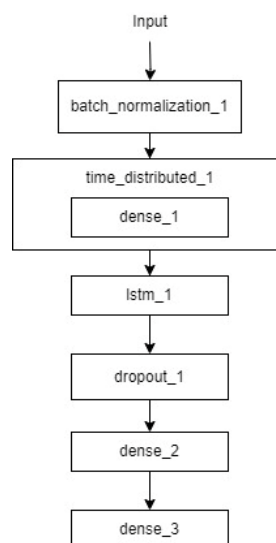 Input
batch_normalization_1
time_distributed_1
dense_1
lstm_1
dropout_1
dense_2
dense_3